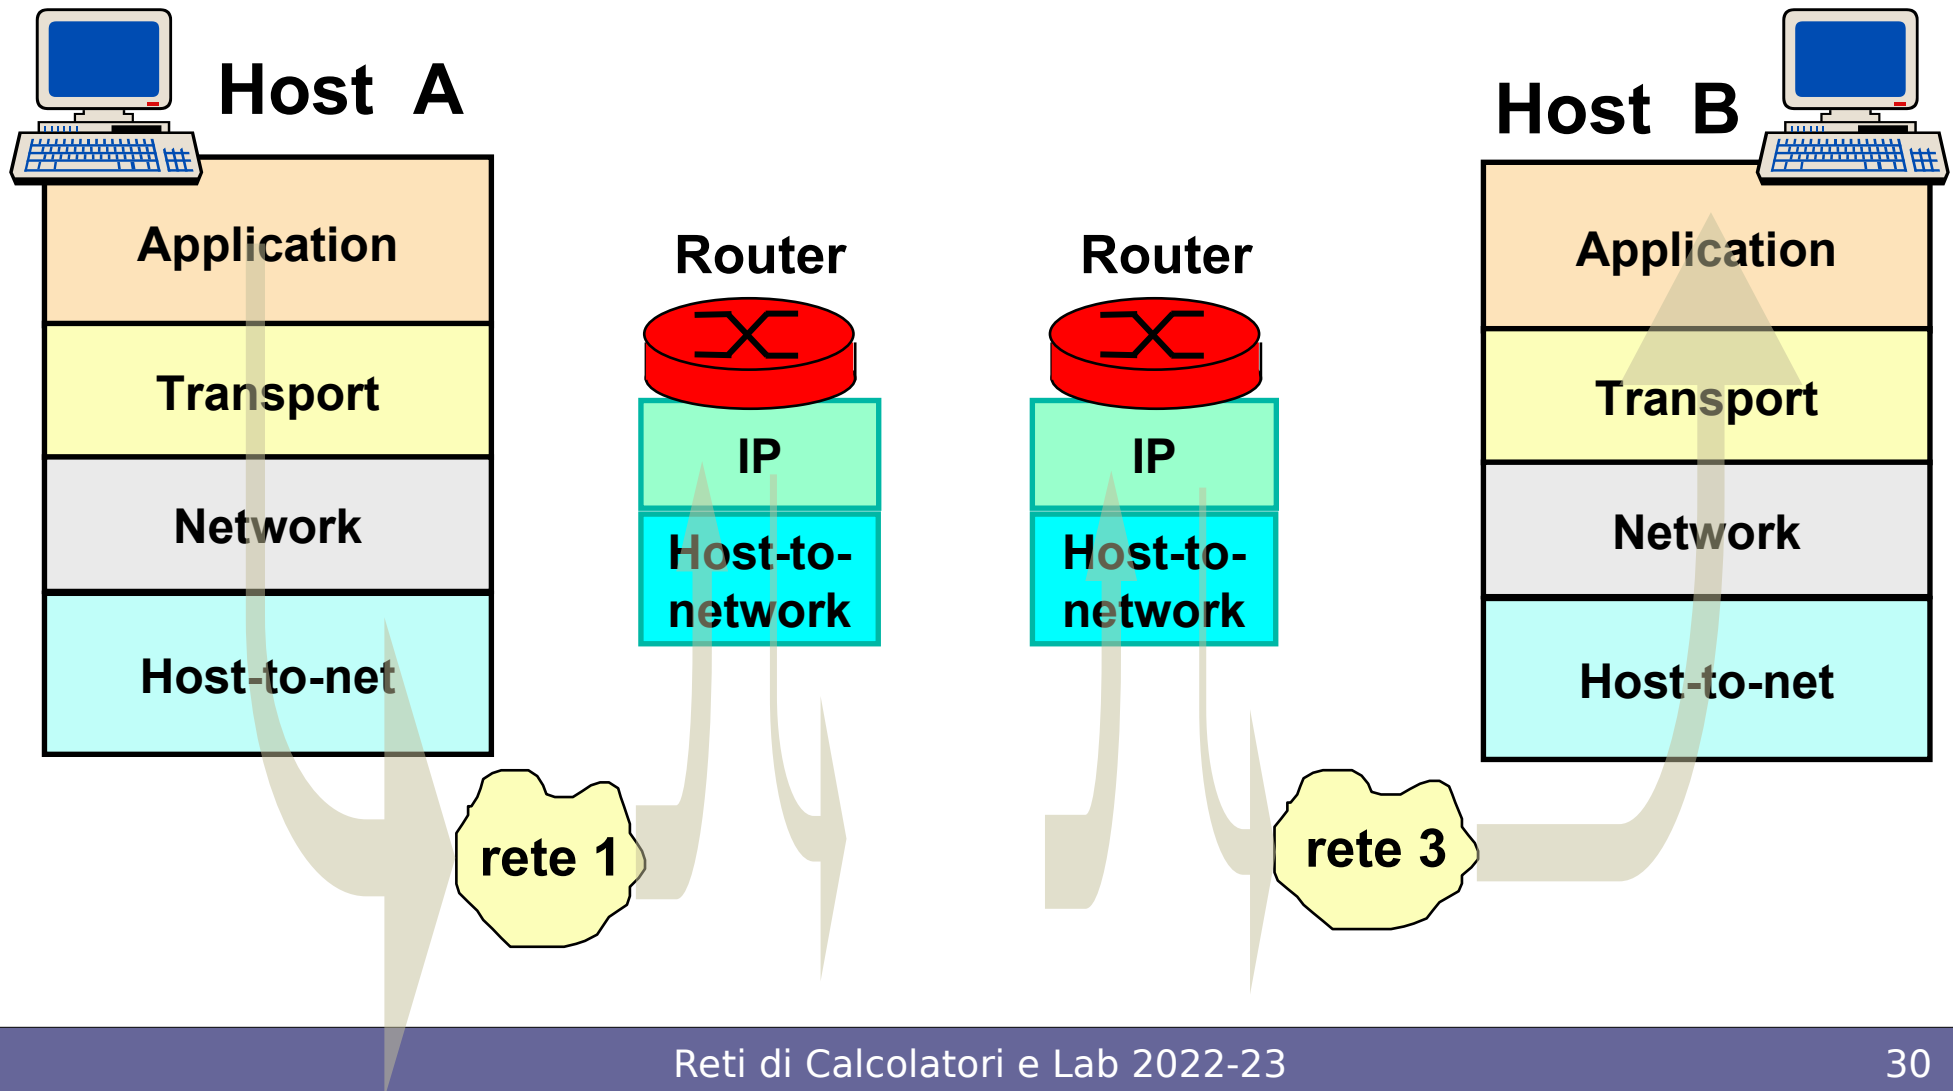 Host A
Application
Transport
Network
Host-to-net
rete 1
Router
IP
Host-to-
network
Router
IP
Host-to-
network
rete 3
Host B
Application
Transport
Network
Host-to-net
Reti di Calcolatori e Lab 2022-23
30